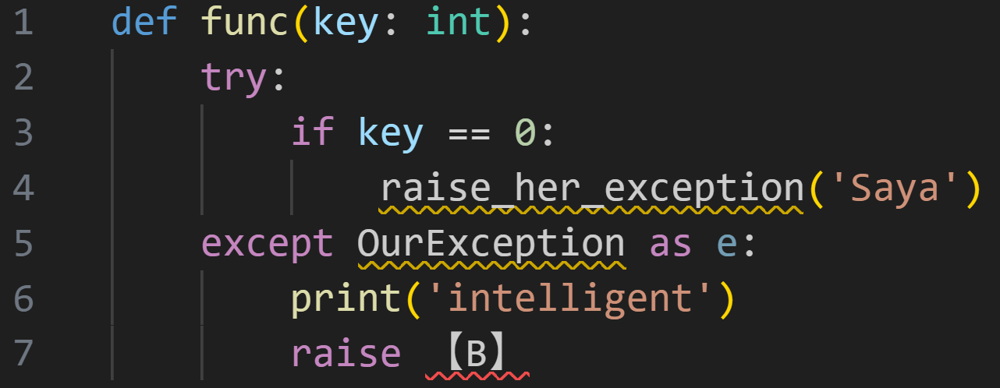 1 def func(key: int):
2 try:
3 if key == 0:
4 raise_her_exception('Saya')
5 except OurException as e:
6 print('intelligent')
7 raise 【B】